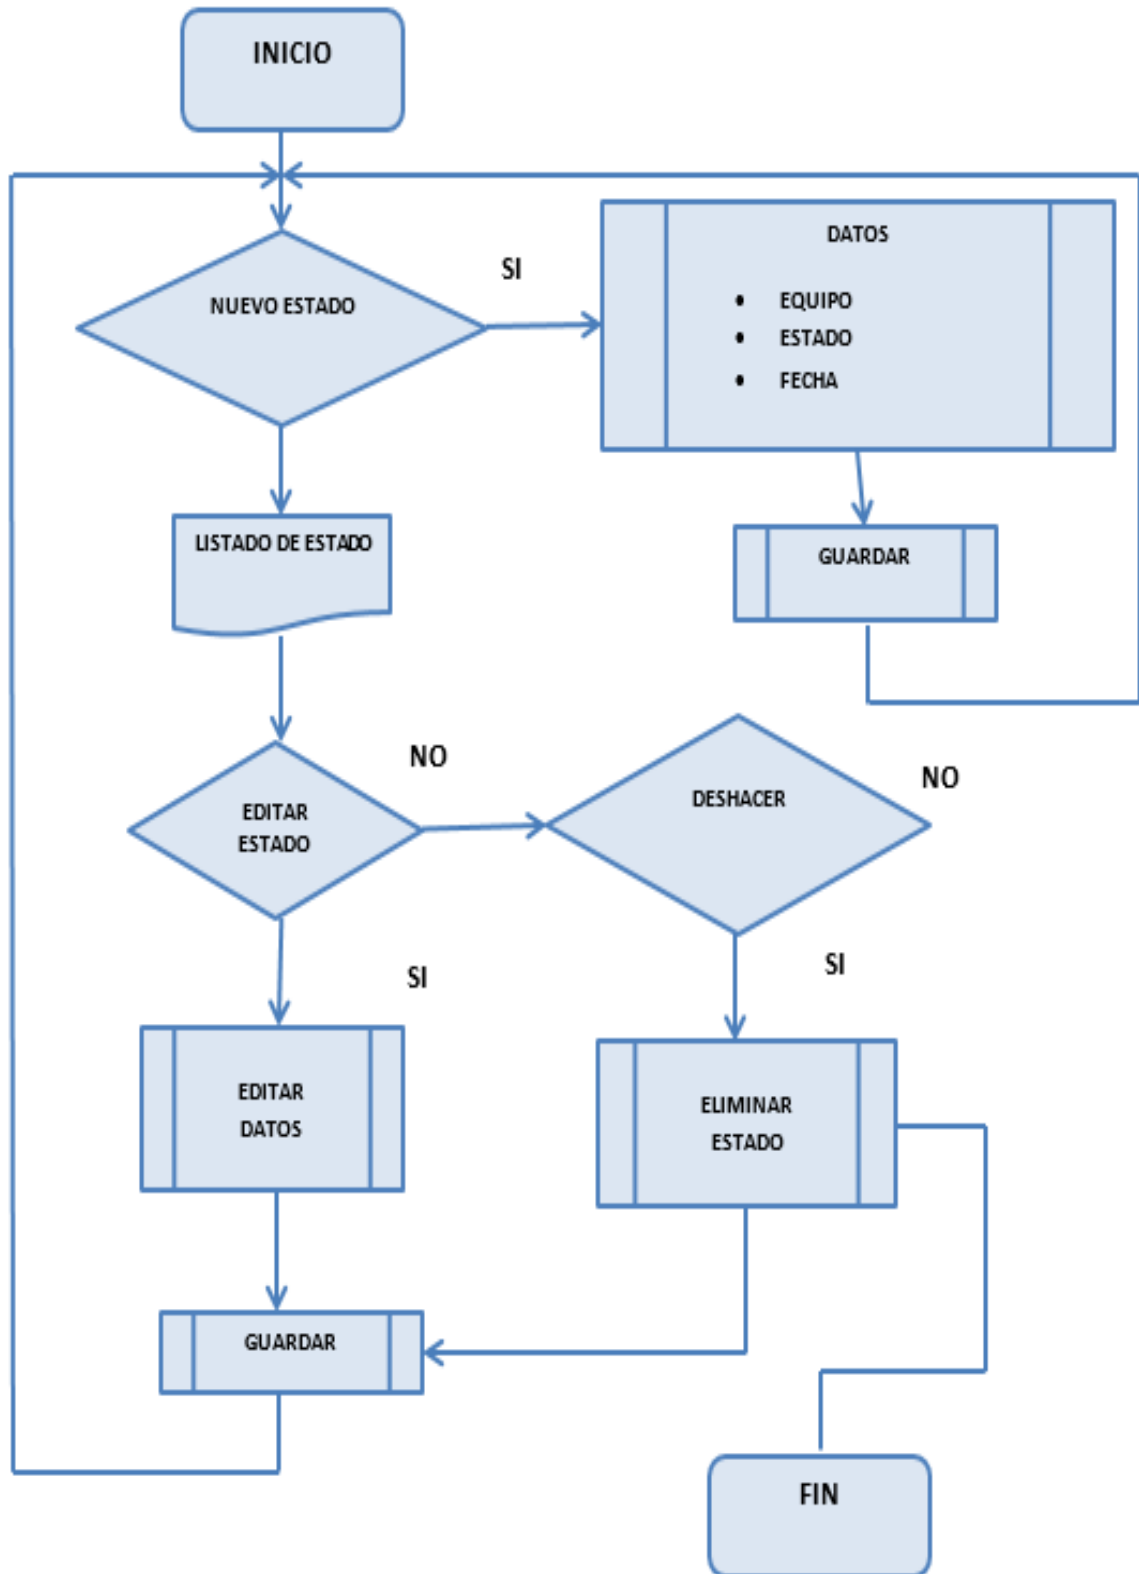 INICIO
SI
NUEVO ESTADO
DATOS
• EQUIPO
• ESTADO
• FECHA
LISTADO DE ESTADO
GUARDAR
NO
EDITAR
ESTADO
DESHACER
NO
SI
SI
EDITAR
DATOS
ELIMINAR
ESTADO
GUARDAR
FIN